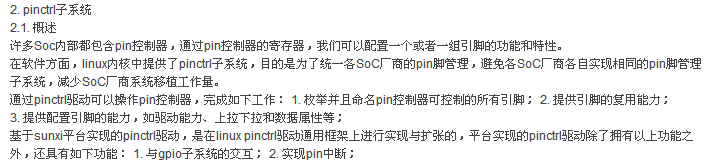 2. pinctrl子系统
2.1. 概述
许多Soc内部都包含pin控制器，通过pin控制器的寄存器，我们可以配置一个或者一组引脚的功能和特性。
在软件方面，linux内核中提供了pinctrl子系统，目的是为了统一各SoC厂商的pin脚管理，避免各SoC厂商各自实现相同的pin脚管理
子系统，减少SoC厂商系统移植工作量。
通过pinctrl驱动可以操作pin控制器，完成如下工作： 1. 枚举并且命名pin控制器可控制的所有引脚； 2. 提供引脚的复用能力；
3. 提供配置引脚的能力，如驱动能力、上拉下拉和数据属性等；
基于sunxi平台实现的pinctrl驱动，是在linux pinctrl驱动通用框架上进行实现与扩张的，平台实现的pinctrl驱动除了拥有以上功能之
外，还具有如下功能： 1. 与gpio子系统的交互； 2. 实现pin中断；